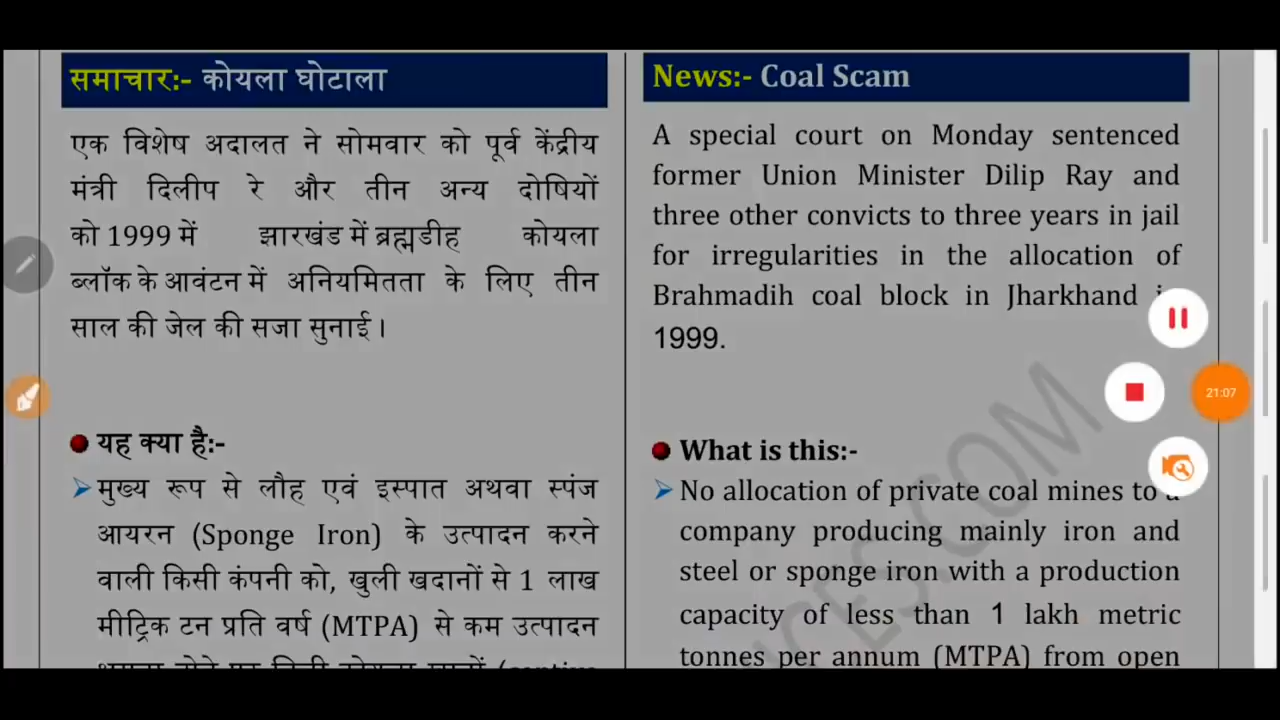 समाचार:- कोयला घोटाला
एक विशेष अदालत ने सोमवार को पूर्व केंद्रीय
मंत्री दिलीप रे और तीन अन्य दोषियों
को 1999 में झारखंड में ब्रह्मडीह कोयला
ब्लॉक के आवंटन में अनियमितता के लिए तीन
साल की जेल की सजा सुनाई।
यह क्या है:-
मुख्य रूप से लौह एवं इस्पात अथवा स्पंज
आयरन (Sponge Iron) के उत्पादन करने
वाली किसी कंपनी को, खुली खदानों से 1 लाख
मीट्रिक टन प्रति वर्ष (MTPA) से कम उत्पादन
News:- Coal Scam
A special court on Monday sentenced
former Union Minister Dilip Ray and
three other convicts to three years in jail
for irregularities in the allocation of
Brahmadih coal block in Jharkhand
1999.
What is this:-
No allocation of private coal mines to a
company producing mainly iron and
steel or sponge iron with a production
capacity of less than 1 lakh metric
tonnes per annum (MTPA) from open
21:07